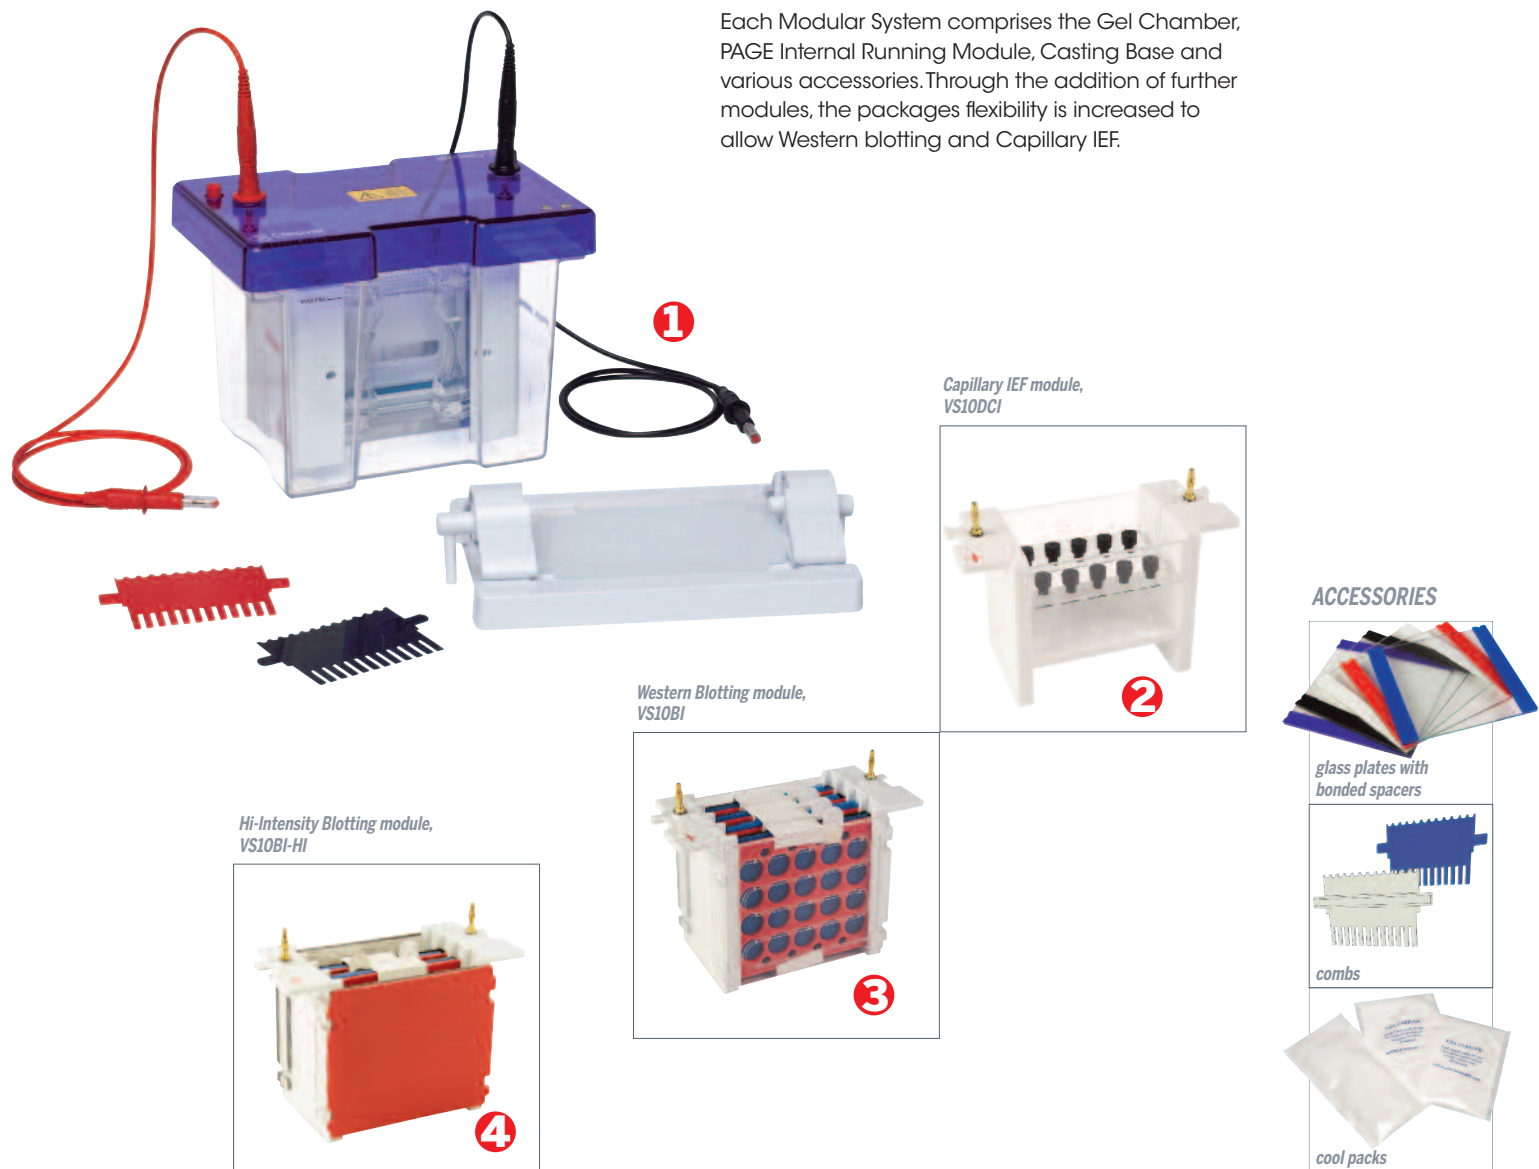 Each Modular System comprises the Gel Chamber,
PAGE Internal Running Module, Casting Base and
various accessories. Through the addition of further
modules, the packages flexibility is increased to
allow Western blotting and Capillary IEF.
1
Capillary IEF module,
VS10DCI
2
Western Blotting module,
VS10BI
3
Hi-Intensity Blotting module,
VS10BI-HI
4
ACCESSORIES
glass plates with
bonded spacers
combs
cool packs